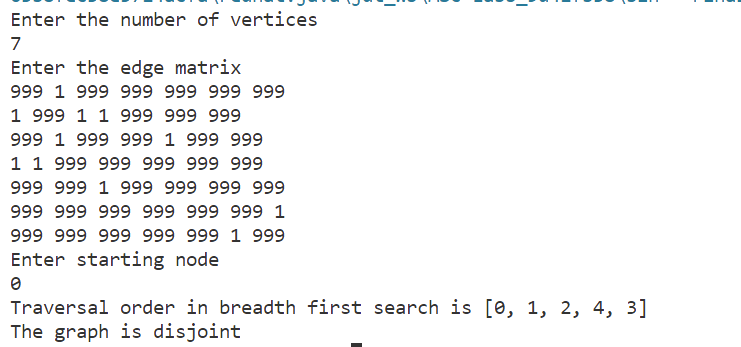 Enter the number of vertices
7
Enter the edge matrix
999 1 999 999 999 999 999
1 999 1 1 999 999 999
999 1 999 999 1 999 999
1 1 999 999 999 999 999
999 999 1 999 999 999 999
999 999 999 999 999 999 1
999 999 999 999 999 1 999
Enter starting node
0
Traversal order in breadth first search is [0, 1, 2, 4, 3]
The graph is disjoint